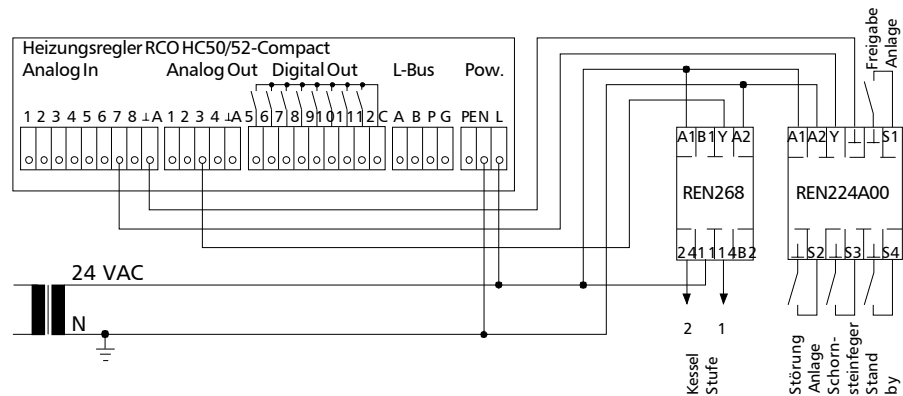 Heizungsregler RCO HC50/52-Compact
Analog In Analog Out Digital Out L-Bus Pow.
1 2 3 4 5 6 7 8 ⊥A 1 2 3 4 ⊥A 5 6 7 8 9 10 11 12 C A B P G PE N L
24 VAC
N
A1 B1 Y A2
REN268
24 11 14 B2
2 1
Kessel
Stufe
Freigabe
Anlage
A1 A2 Y ⊥ ⊥ S1
REN224A00
⊥ S2 ⊥ S3 ⊥ S4
Störung
Anlage
Schorn-
steinfeger
Stand
by